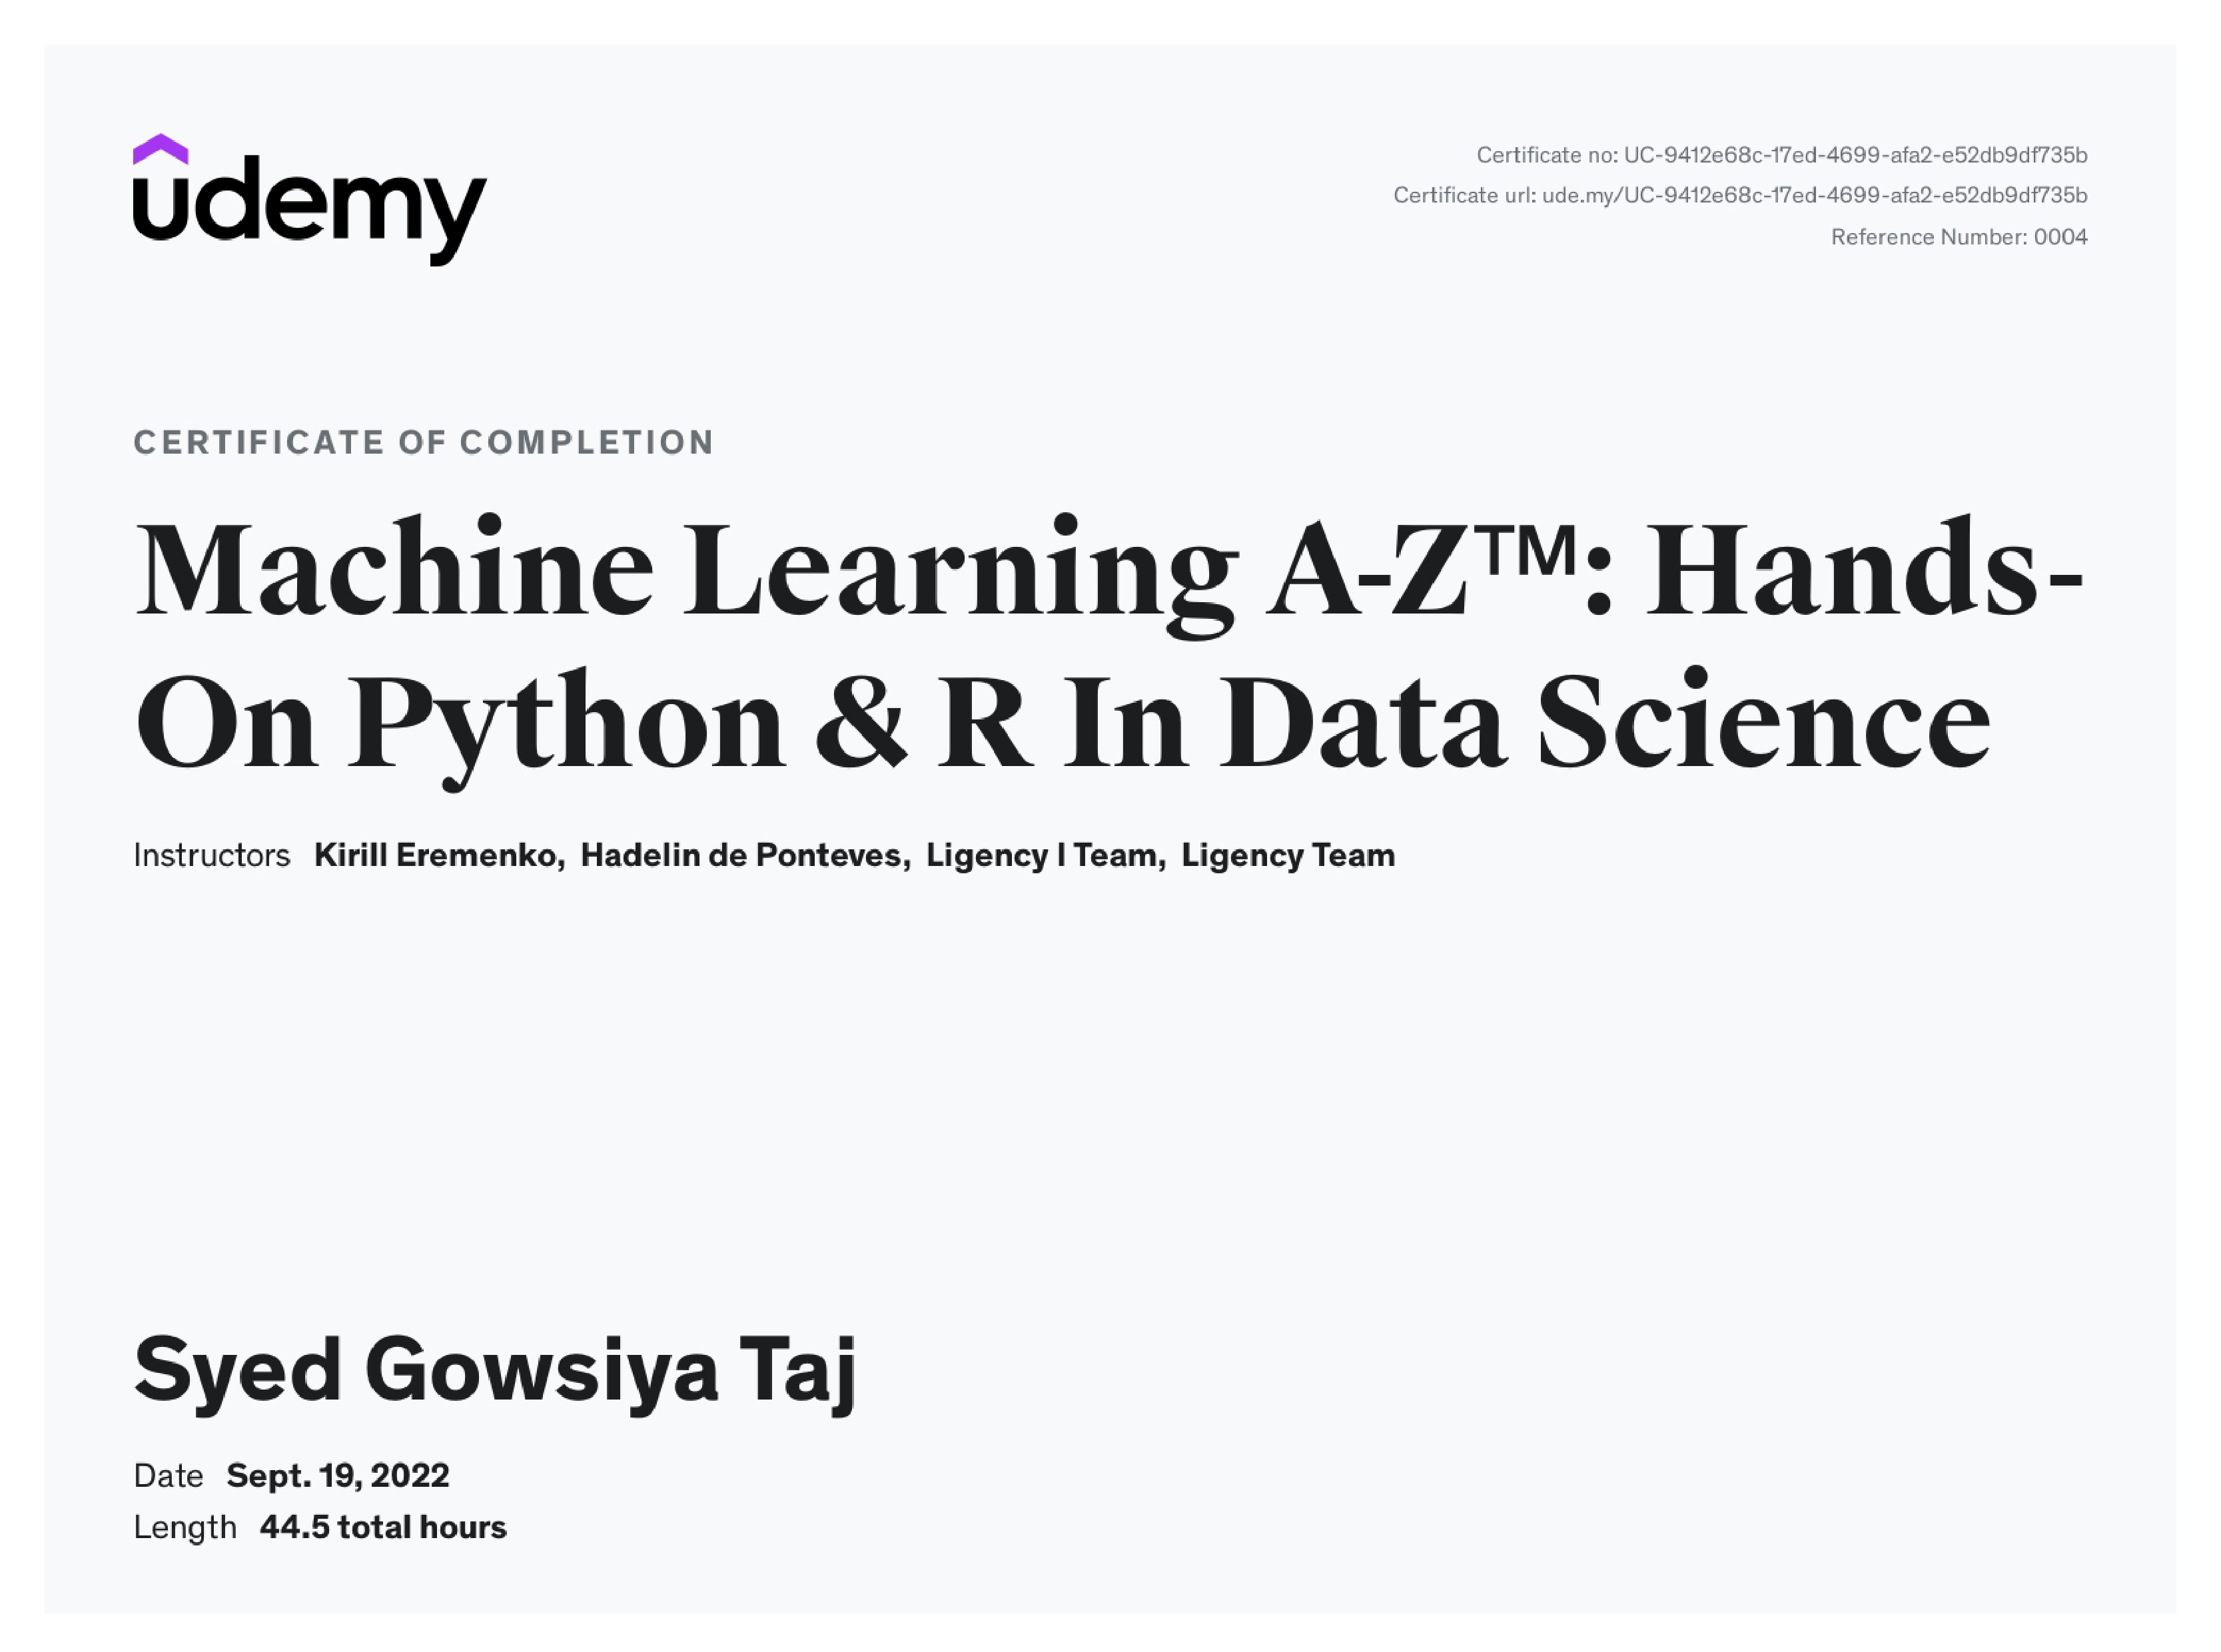 udemy
Certificate no: UC-9412e68c-17ed-4699-afa2-e52db9df735b
Certificate url: ude.my/UC-9412e68c-17ed-4699-afa2-e52db9df735b
Reference Number: 0004
CERTIFICATE OF COMPLETION
Machine Learning A-Z™: Hands-
On Python & R In Data Science
Instructors Kirill Eremenko, Hadelin de Ponteves, Ligency I Team, Ligency Team
Syed Gowsiya Taj
Date Sept. 19, 2022
Length 44.5 total hours